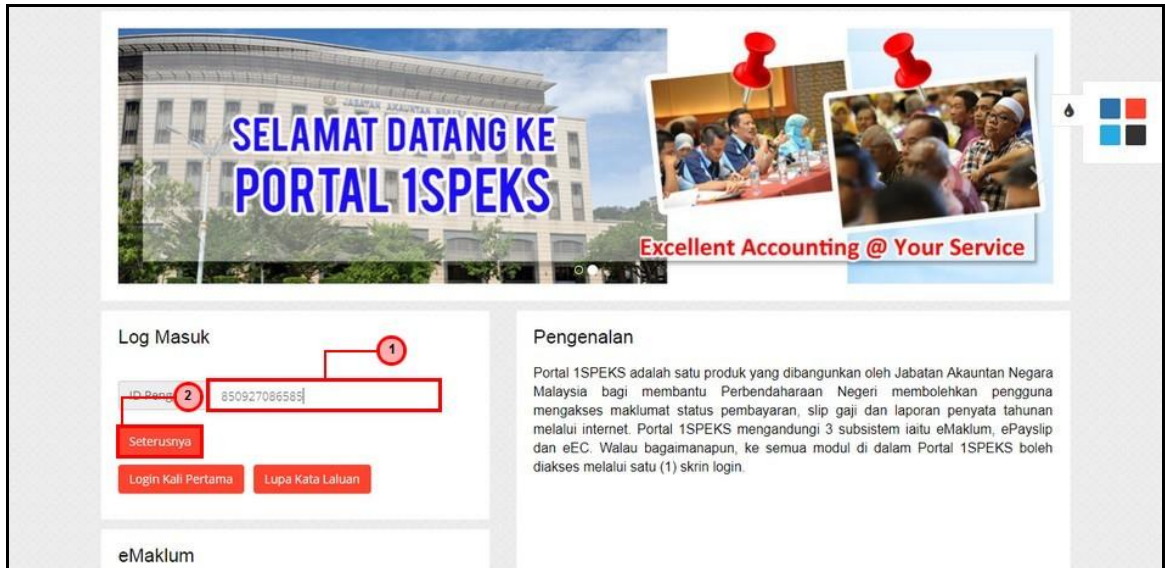 JABATAN AKAUNTAN NEGARA
SELAMAT DATANG KE
PORTAL 1SPEKS
Excellent Accounting @ Your Service
Log Masuk
1
ID Peng
2
850927086585
Seterusnya
Login Kali Pertama
Lupa Kata Laluan
Pengenalan
Portal 1SPEKS adalah satu produk yang dibangunkan oleh Jabatan Akauntan Negara
Malaysia bagi membantu Perbendaharaan Negeri membolehkan pengguna
mengakses maklumat status pembayaran, slip gaji dan laporan penyata tahunan
melalui internet. Portal 1SPEKS mengandungi 3 subsistem iaitu eMaklum, ePayslip
dan eEC. Walau bagaimanapun, ke semua modul di dalam Portal 1SPEKS boleh
diakses melalui satu (1) skrin login.
eMaklum